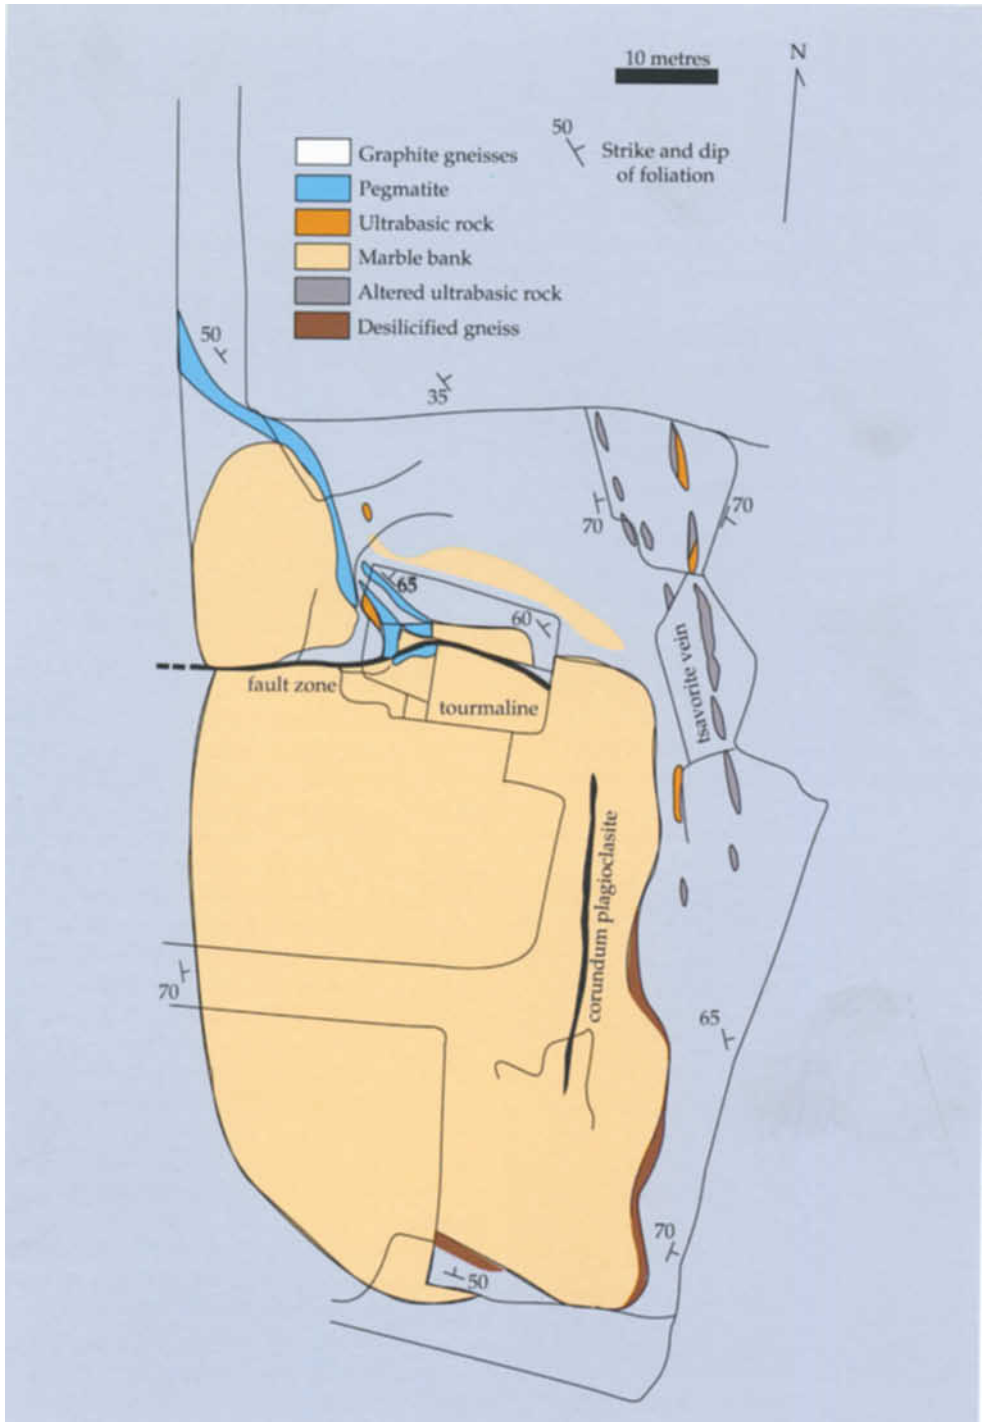 10 metres
N
50
Strike and dip
of foliation
Graphite gneisses
Pegmatite
Ultrabasic rock
Marble bank
Altered ultrabasic rock
Desilicified gneiss
50
35
70
70
65
60
tsavorite vein
fault zone
tourmaline
corundum plagioclasite
70
65
70
50